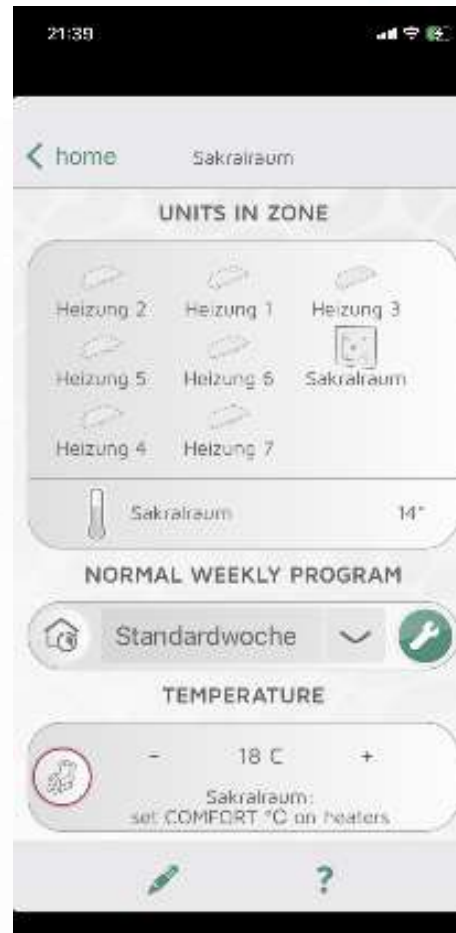 21:39
home Sakralraum
UNITS IN ZONE
Heizung 2 Heizung 1 Heizung 3
Heizung 5 Heizung 6 Sakralraum
Heizung 4 Heizung 7
Sakralraum 14°
NORMAL WEEKLY PROGRAM
Standardwoche
TEMPERATURE
- 18 C +
Sakralraum:
set COMFORT °C on heaters
?